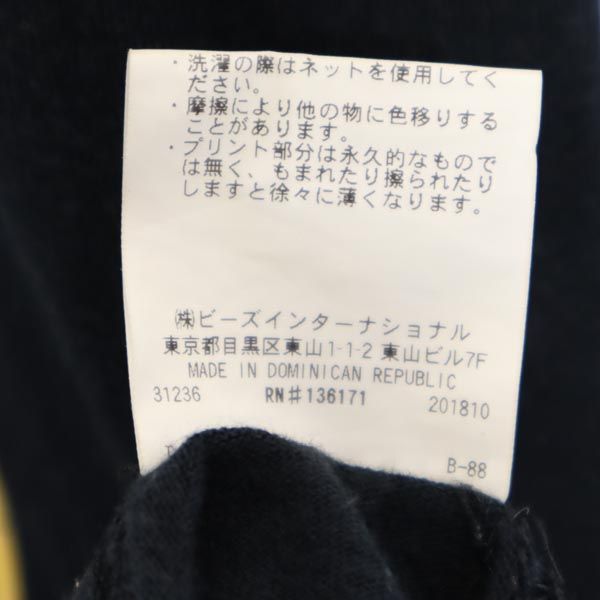 ・洗濯の際はネットを使用してく
ださい。
・摩擦により他の物に色移りする
ことがあります。
・プリント部分は永久的なもので
は無く、もまれたり擦られたり
しますと徐々に薄くなります。
㈱ビーズインターナショナル
東京都目黒区東山1-1-2 東山ビル7F
MADE IN DOMINICAN REPUBLIC
31236 RN#136171 201810
B-88